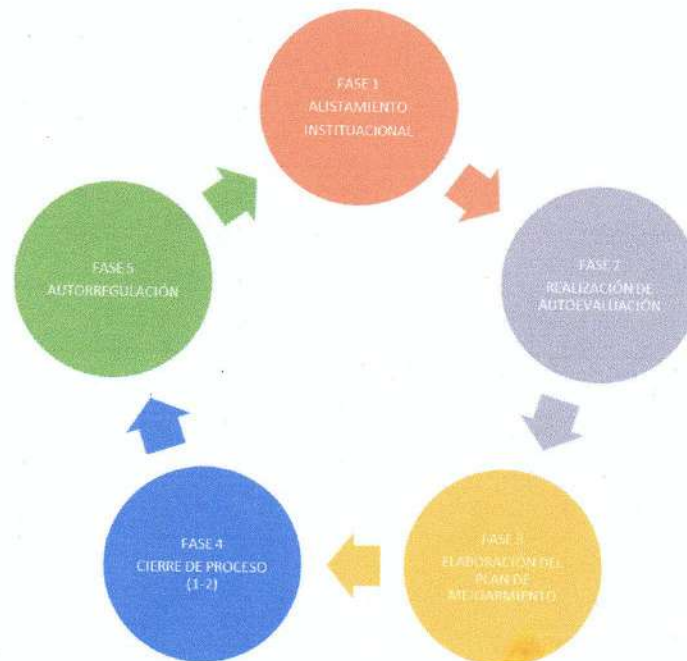 FASE 1
ALISTAMIENTO
INSTITUACIONAL
FASE 2
REALIZACIÓN DE
AUTOEVALUACIÓN
FASE 3
ELABORACIÓN DEL
PLAN DE
MEJOARMIENTO
FASE 4
CIERRE DE PROCESO
(1-2)
FASE 5
AUTORREGULACIÓN